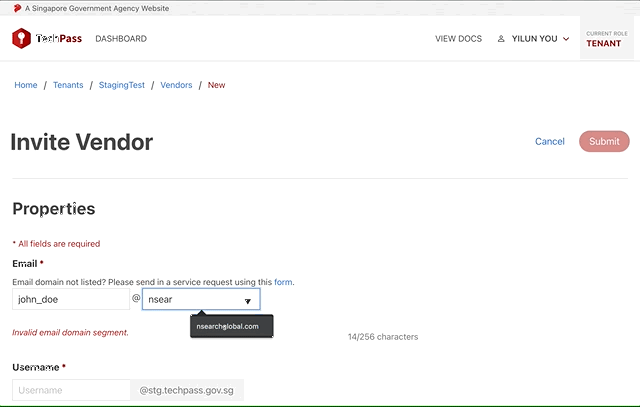 A Singapore Government Agency Website
TechPass DASHBOARD VIEW DOCS YILUN YOU CURRENT ROLE TENANT
Home / Tenants / StagingTest / Vendors / New
Invite Vendor Cancel Submit
Properties
* All fields are required
Email *
Email domain not listed? Please send in a service request using this form.
john_doe @ nsear
nsearchglobal.com
Invalid email domain segment. 14/256 characters
Username *
Username @stg.techpass.gov.sg